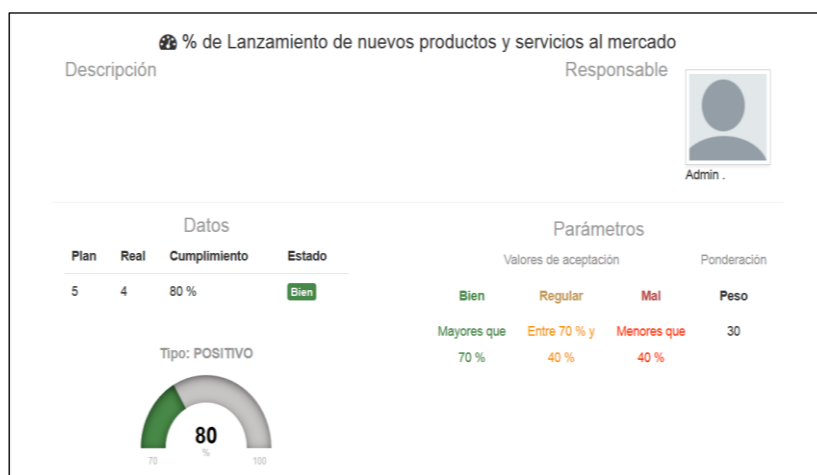 % de Lanzamiento de nuevos productos y servicios al mercado
Descripción
Responsable
Admin .
Datos
Plan Real Cumplimiento Estado
5 4 80 % Bien
Tipo: POSITIVO
80
%
70 100
Parámetros
Valores de aceptación Ponderación
Bien Regular Mal Peso
Mayores que Entre 70 % y Menores que 30
70 % 40 % 40 %